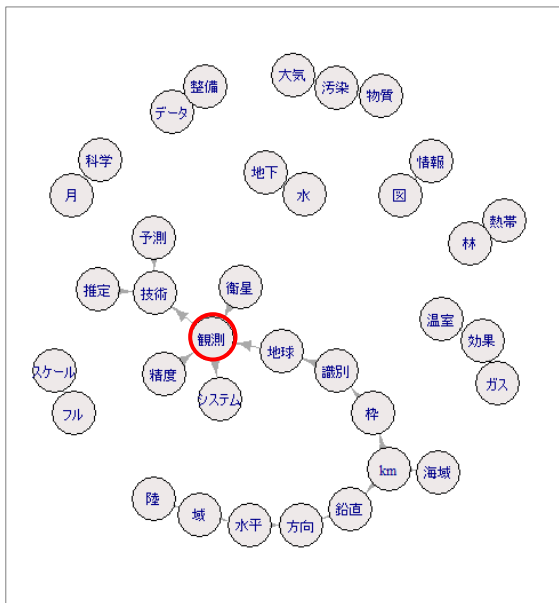 整備
データ
大気
汚染
物質
科学
月
地下
水
情報
図
熱帯
林
予測
推定
技術
衛星
観測
地球
精度
システム
識別
枠
温室
効果
ガス
スケール
フル
km
海域
鉛直
方向
水平
域
陸